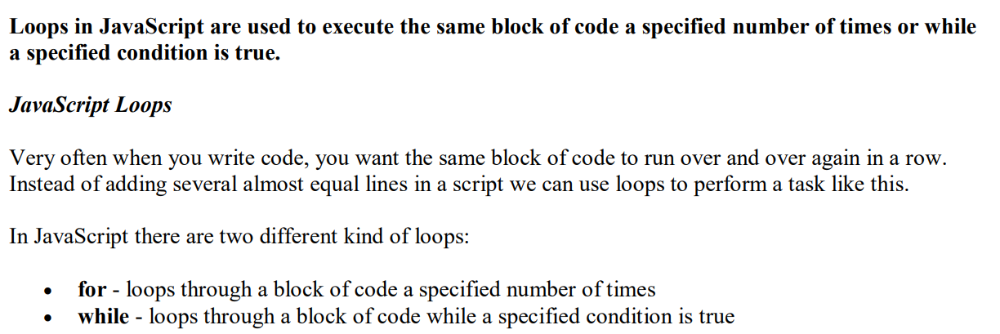 Loops in JavaScript are used to execute the same block of code a specified number of times or while
a specified condition is true.
JavaScript Loops
Very often when you write code, you want the same block of code to run over and over again in a row.
Instead of adding several almost equal lines in a script we can use loops to perform a task like this.
In JavaScript there are two different kind of loops:
• for - loops through a block of code a specified number of times
• while - loops through a block of code while a specified condition is true